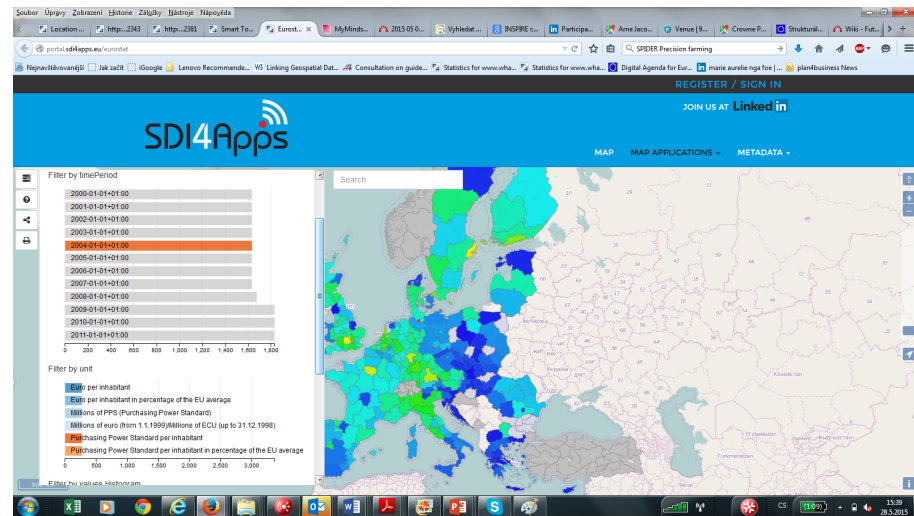 Soubor Úpravy Zobrazení Historie Záložky Nástroje Nápověda
Location ... http:...2343 http:...2381 Smart To... Eurost... × MyMinds... 2015 05 0... Vyhledat ... INSPIRE c... Participa... Arne Jaco... Venue | 9... Crowne P... Strukturál... Wiki - Fut...
portal.sdi4apps.eu/eurostat
SPIDER Precision farming
Nejnavštěvovanější Jak začít iGoogle Lenovo Recommende... Linking Geospatial Dat... Consultation on guide... Statistics for www.wha... Statistics for www.wha... Digital Agenda for Eur... marie aurelie nga foe |... plan4business News
REGISTER / SIGN IN
JOIN US AT Linked in
SDI4Apps
MAP MAP APPLICATIONS METADATA
Filter by timePeriod
Search:
2000-01-01+01:00
2001-01-01+01:00
2002-01-01+01:00
2003-01-01+01:00
2004-01-01+01:00
2005-01-01+01:00
2006-01-01+01:00
2007-01-01+01:00
2008-01-01+01:00
2009-01-01+01:00
2010-01-01+01:00
2011-01-01+01:00
0 200 400 600 800 1,000 1,200 1,400 1,600 1,800
Filter by unit
Euro per inhabitant
Euro per inhabitant in percentage of the EU average
Millions of PPS (Purchasing Power Standard)
Millions of euro (from 1.1.1999)/Millions of ECU (up to 31.12.1998)
Purchasing Power Standard per inhabitant
Purchasing Power Standard per inhabitant in percentage of the EU average
0 500 1,000 1,500 2,000 2,500 3,000
Filter by values Histogram
Беларусь
Україна
Казахстан
O'zbekiston
Кыргызстан
Türkmenistan
CS (1:09) 15:39
28.5.2015